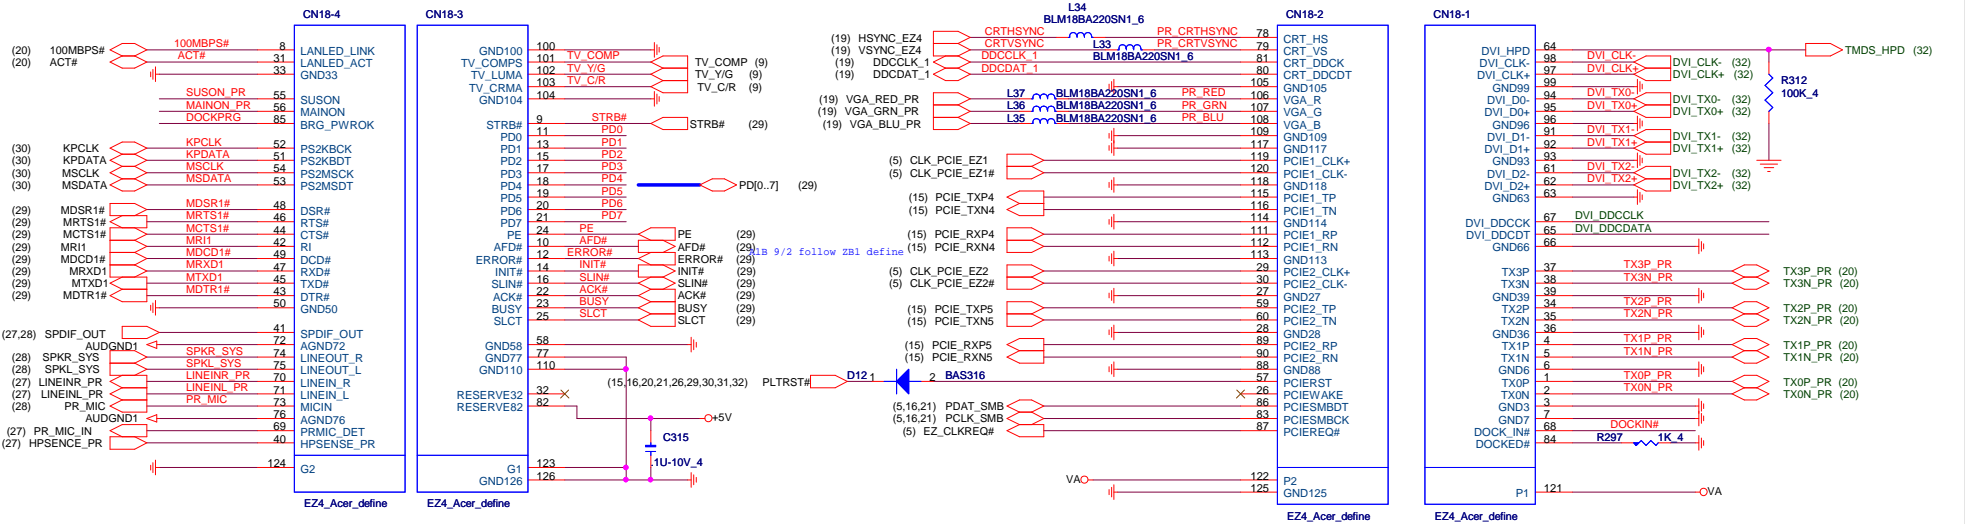 CN18-4
(20) 100MBPS# 100MBPS# 8 LANLED_LINK
(20) ACT# ACT# 31 LANLED_ACT
33 GND33
SUSON_PR 55 SUSON
MAINON_PR 56 MAINON
DOCKPRG 85 BRG_PWROK
(30) KPCLK KPCLK 52 PS2KBCK
(30) KPDATA KPDATA 51 PS2KBDT
(30) MSCLK MSCLK 54 PS2MSCK
(30) MSDATA MSDATA 53 PS2MSDT
(29) MDSR1# MDSR1# 48 DSR#
(29) MRTS1# MRTS1# 46 RTS#
(29) MCTS1# MCTS1# 44 CTS#
(29) MRI1 MRI1 42 RI
(29) MDCD1# MDCD1# 49 DCD#
(29) MRXD1 MRXD1 47 RXD#
(29) MTXD1 MTXD1 45 TXD#
(29) MDTR1# MDTR1# 43 DTR#
50 GND50
(27,28) SPDIF_OUT 41 SPDIF_OUT
AUDGND1 72 AGND72
(28) SPKR_SYS SPKR_SYS 74 LINEOUT_R
(28) SPKL_SYS SPKL_SYS 75 LINEOUT_L
(27) LINEINR_PR LINEINR_PR 70 LINEIN_R
(27) LINEINL_PR LINEINL_PR 71 LINEIN_L
(28) PR_MIC PR_MIC 73 MICIN
AUDGND1 76 AGND76
(27) PR_MIC_IN 69 PRMIC_DET
(27) HPSENCE_PR 40 HPSENSE_PR
124 G2
EZ4_Acer_define
CN18-3
GND100 100
TV_COMPS 101 TV_COMP TV_COMP (9)
TV_LUMA 102 TV_Y/G TV_Y/G (9)
TV_CRMA 103 TV_C/R TV_C/R (9)
GND104 104
STRB# 9 STRB# STRB# (29)
PD0 11 PD0
PD1 13 PD1
PD2 15 PD2
PD3 17 PD3
PD4 18 PD4 PD[0..7] (29)
PD5 19 PD5
PD6 20 PD6
PD7 21 PD7
PE 24 PE PE (29)
AFD# 10 AFD# AFD# (29)
ERROR# 12 ERROR# ERROR# (29)
INIT# 14 INIT# INIT# (29)
SLIN# 16 SLIN# SLIN# (29)
ACK# 22 ACK# ACK# (29)
BUSY 23 BUSY BUSY (29)
SLCT 25 SLCT SLCT (29)
9/2 follow ZB1 define
GND58 58
GND77 77
GND110 110
RESERVE32 32
RESERVE82 82
+5V
C315
.1U-10V_4
G1 123
GND126 126
EZ4_Acer_define
CN18-2
L34
BLM18BA220SN1_6
(19) HSYNC_EZ4 CRTHSYNC PR_CRTHSYNC 78 CRT_HS
(19) VSYNC_EZ4 CRTVSYNC L33 PR_CRTVSYNC 79 CRT_VS
BLM18BA220SN1_6
(19) DDCCLK_1 DDCCLK_1 81 CRT_DDCK
(19) DDCDAT_1 DDCDAT_1 80 CRT_DDCDT
105 GND105
(19) VGA_RED_PR L37 BLM18BA220SN1_6 PR_RED 106 VGA_R
(19) VGA_GRN_PR L36 BLM18BA220SN1_6 PR_GRN 107 VGA_G
(19) VGA_BLU_PR L35 BLM18BA220SN1_6 PR_BLU 108 VGA_B
109 GND109
117 GND117
(5) CLK_PCIE_EZ1 119 PCIE1_CLK+
(5) CLK_PCIE_EZ1# 120 PCIE1_CLK-
118 GND118
(15) PCIE_TXP4 115 PCIE1_TP
(15) PCIE_TXN4 116 PCIE1_TN
114 GND114
(15) PCIE_RXP4 111 PCIE1_RP
(15) PCIE_RXN4 112 PCIE1_RN
113 GND113
(5) CLK_PCIE_EZ2 29 PCIE2_CLK+
(5) CLK_PCIE_EZ2# 30 PCIE2_CLK-
27 GND27
(15) PCIE_TXP5 59 PCIE2_TP
(15) PCIE_TXN5 60 PCIE2_TN
28 GND28
(15) PCIE_RXP5 89 PCIE2_RP
(15) PCIE_RXN5 90 PCIE2_RN
88 GND88
(15,16,20,21,26,29,30,31,32) PLTRST# D12 1 2 BAS316 57 PCIERST
26 PCIEWAKE
(5,16,21) PDAT_SMB 86 PCIESMBDT
(5,16,21) PCLK_SMB 83 PCIESMBCK
(5) EZ_CLKREQ# 87 PCIEREQ#
VA 122 P2
125 GND125
EZ4_Acer_define
CN18-1
DVI_HPD 64 TMDS_HPD (32)
DVI_CLK- 98 DVI_CLK- DVI_CLK- (32)
DVI_CLK+ 97 DVI_CLK+ DVI_CLK+ (32)
GND99 99
R312
100K_4
DVI_D0- 94 DVI_TX0- DVI_TX0- (32)
DVI_D0+ 95 DVI_TX0+ DVI_TX0+ (32)
GND96 96
DVI_D1- 91 DVI_TX1- DVI_TX1- (32)
DVI_D1+ 92 DVI_TX1+ DVI_TX1+ (32)
GND93 93
DVI_D2- 61 DVI_TX2- DVI_TX2- (32)
DVI_D2+ 62 DVI_TX2+ DVI_TX2+ (32)
GND63 63
DVI_DDCCK 67 DVI_DDCCLK
DVI_DDCDT 65 DVI_DDCDATA
GND66 66
TX3P 37 TX3P_PR TX3P_PR (20)
TX3N 38 TX3N_PR TX3N_PR (20)
GND39 39
TX2P 34 TX2P_PR TX2P_PR (20)
TX2N 35 TX2N_PR TX2N_PR (20)
GND36 36
TX1P 4 TX1P_PR TX1P_PR (20)
TX1N 5 TX1N_PR TX1N_PR (20)
GND6 6
TX0P 1 TX0P_PR TX0P_PR (20)
TX0N 2 TX0N_PR TX0N_PR (20)
GND3 3
GND7 7
DOCK_IN# 68 DOCKIN#
DOCKED# 84 R297 1K_4
P1 121 VA
EZ4_Acer_define